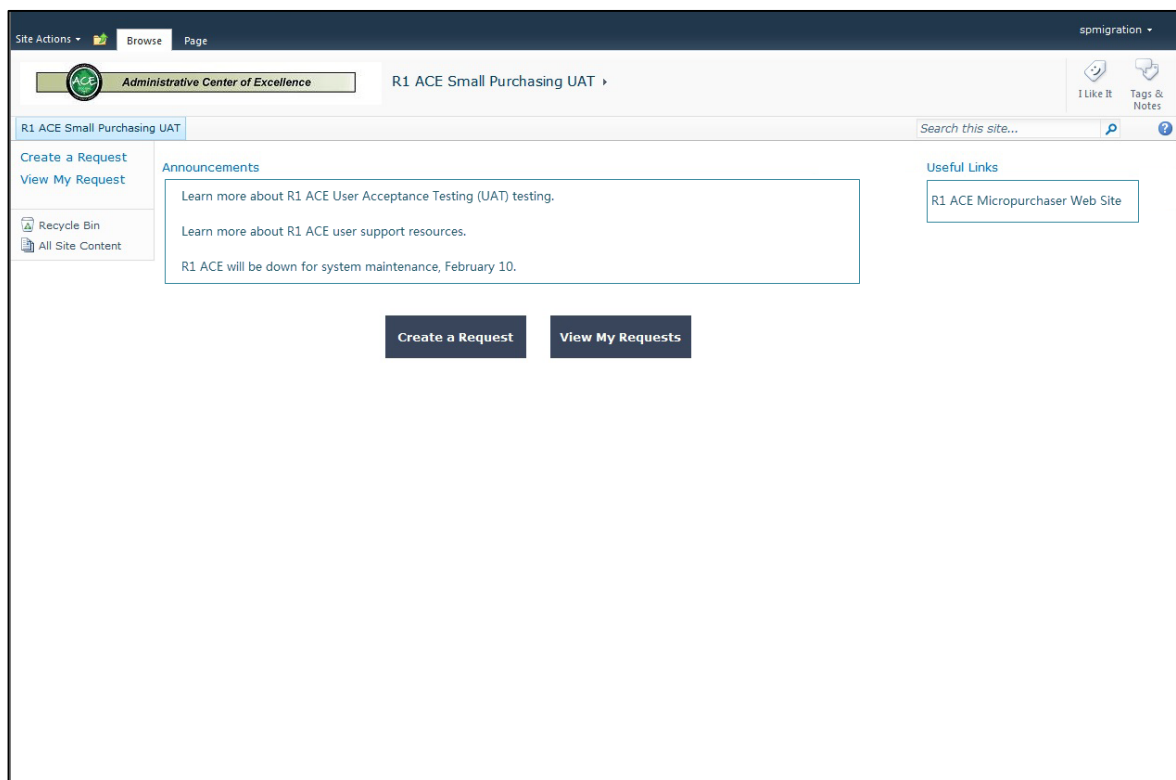 Site Actions
Browse
Page
spmigration
ACE
Administrative Center of Excellence
R1 ACE Small Purchasing UAT
I Like It
Tags & Notes
R1 ACE Small Purchasing UAT
Search this site...
Create a Request
View My Request
Recycle Bin
All Site Content
Announcements
Learn more about R1 ACE User Acceptance Testing (UAT) testing.
Learn more about R1 ACE user support resources.
R1 ACE will be down for system maintenance, February 10.
Useful Links
R1 ACE Micropurchaser Web Site
Create a Request
View My Requests